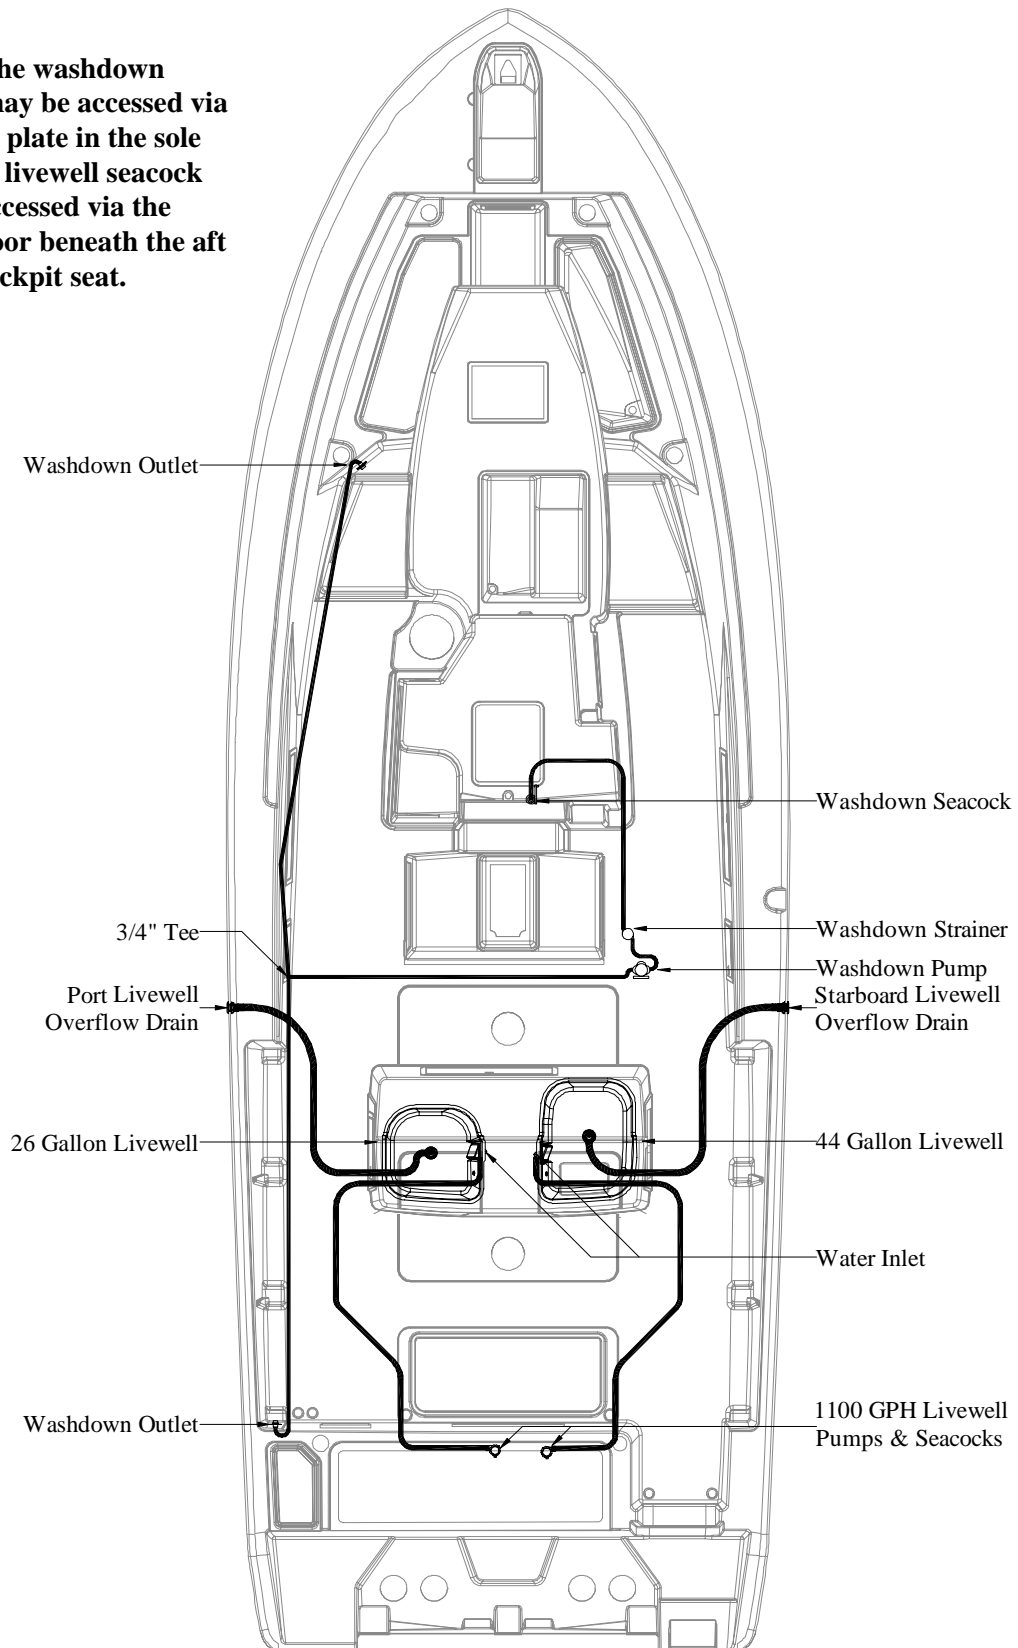 he washdown
may be accessed via
plate in the sole
livewell seacock
ccessed via the
oor beneath the aft
ckpit seat.
Washdown Outlet
Washdown Seacock
3/4" Tee
Washdown Strainer
Washdown Pump
Port Livewell
Overflow Drain
Starboard Livewell
Overflow Drain
26 Gallon Livewell
44 Gallon Livewell
Water Inlet
Washdown Outlet
1100 GPH Livewell
Pumps & Seacocks